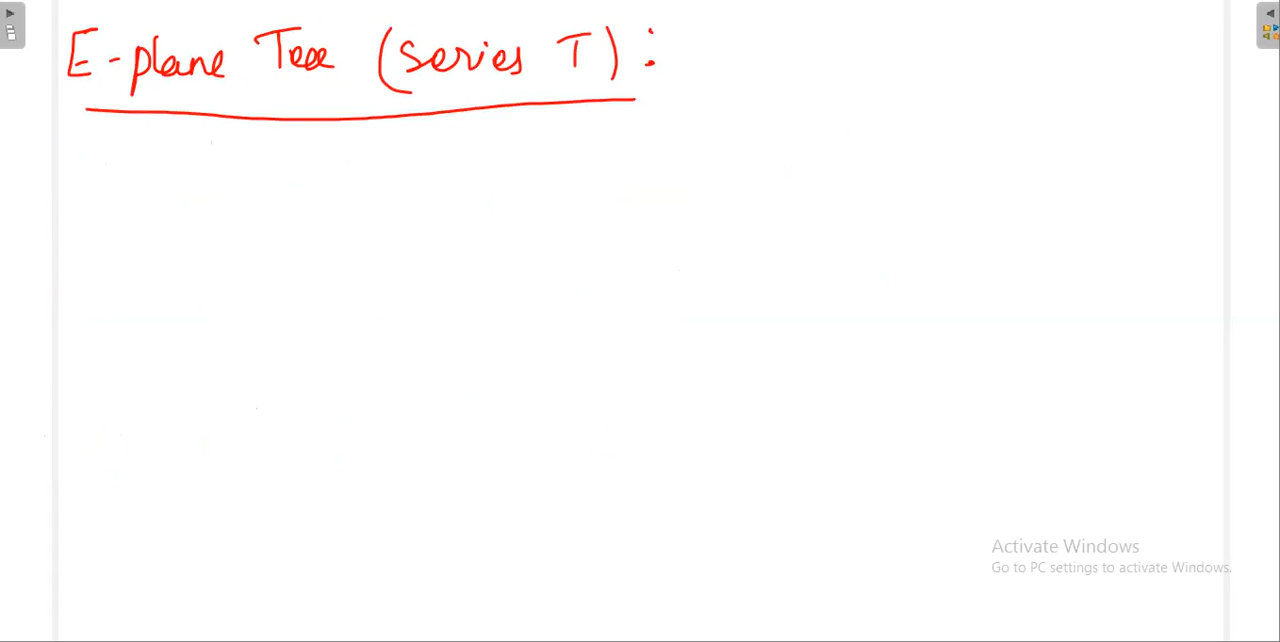 E-plane Tee (series T) :
Activate Windows
Go to PC settings to activate Windows.